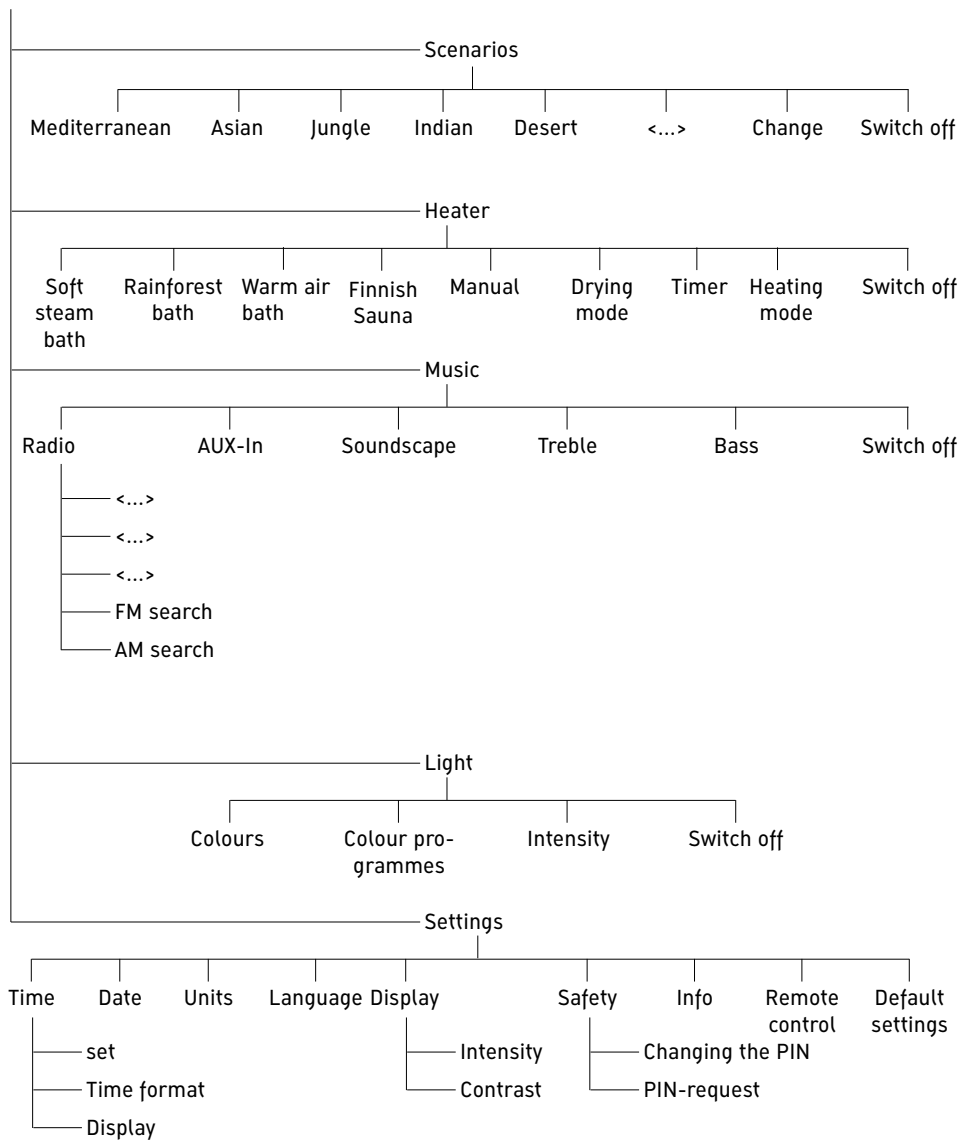 Scenarios
Mediterranean Asian Jungle Indian Desert <...> Change Switch off
Heater
Soft Rainforest Warm air Finnish Manual Drying Timer Heating Switch off
steam bath bath Sauna mode mode
bath
Music
Radio AUX-In Soundscape Treble Bass Switch off
<...>
<...>
<...>
FM search
AM search
Light
Colours Colour pro- Intensity Switch off
grammes
Settings
Time Date Units Language Display Safety Info Remote Default
control settings
set Intensity Changing the PIN
Time format Contrast PIN-request
Display